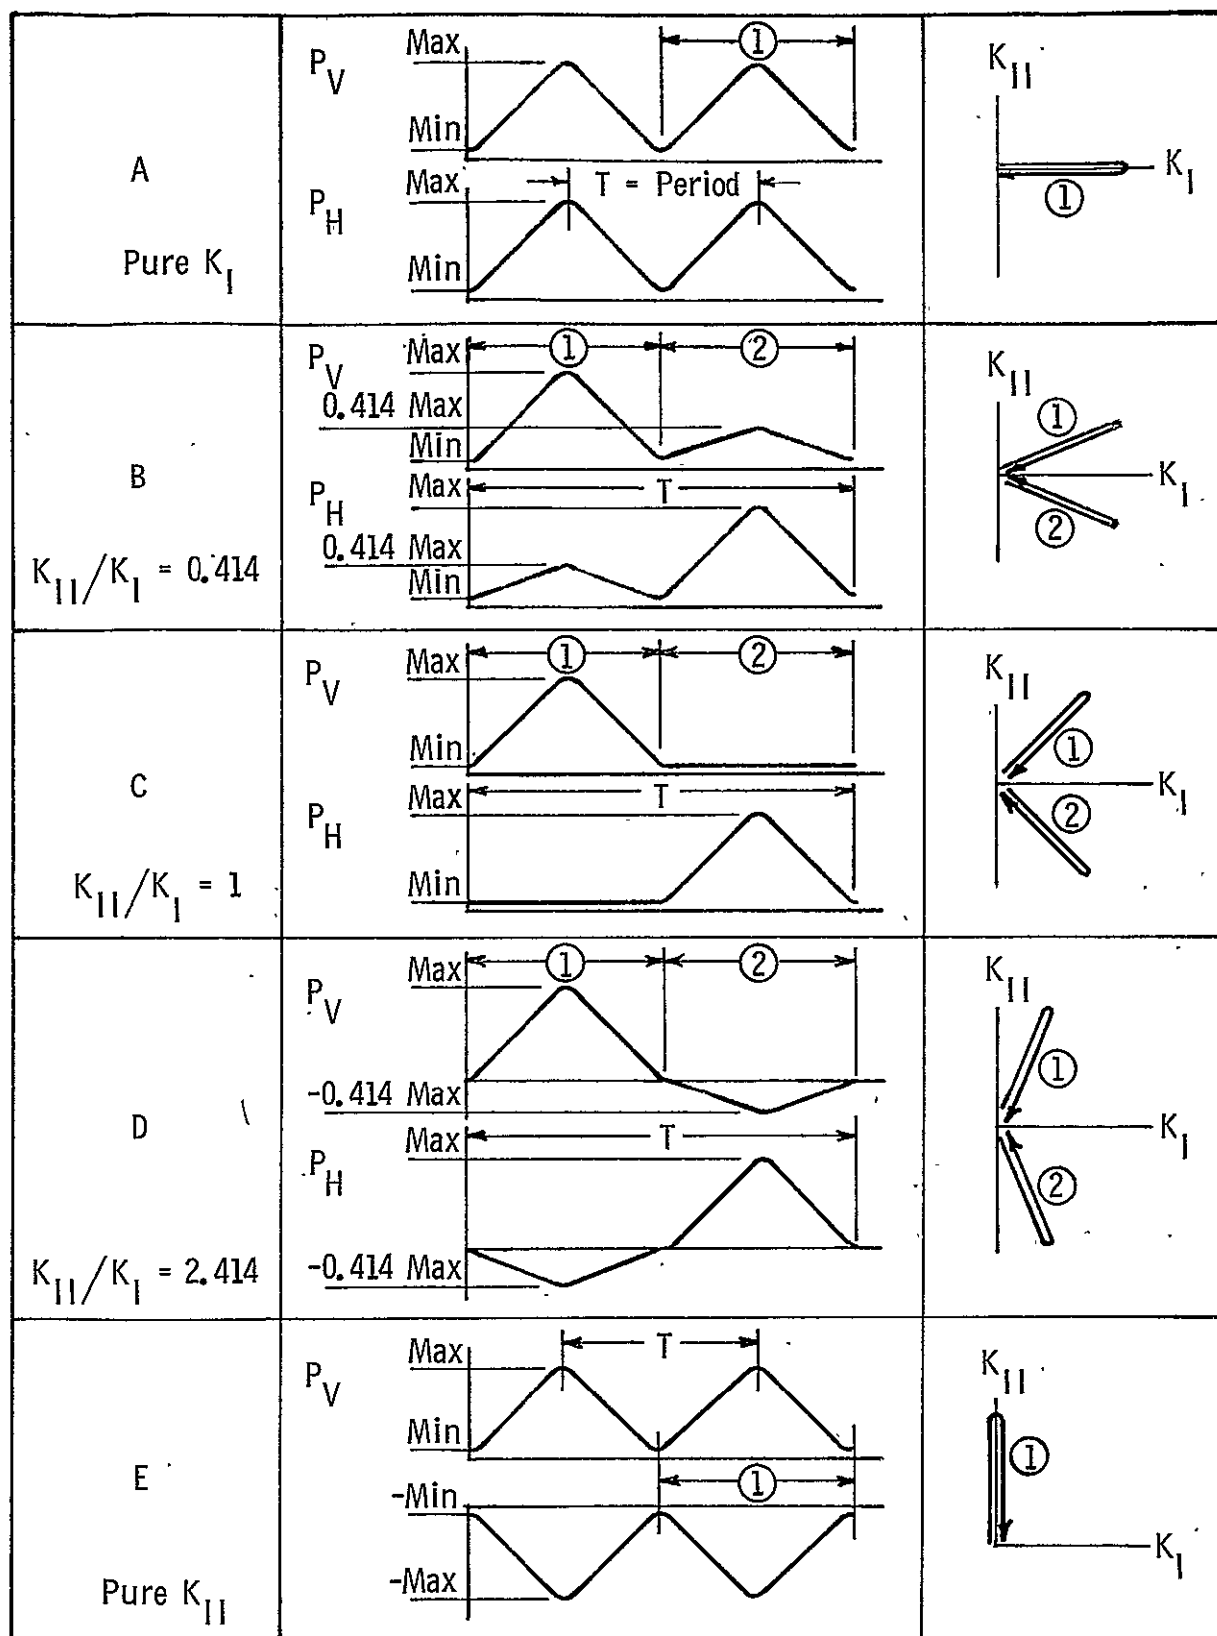 A
Pure K_I
P_V
Max
Min
①
P_H
Max
T = Period
Min
K_II
K_I
①
B
K_II/K_I = 0.414
P_V
Max
①
②
0.414 Max
Min
P_H
Max
T
0.414 Max
Min
K_II
①
K_I
②
C
K_II/K_I = 1
P_V
Max
①
②
Min
P_H
Max
T
Min
K_II
①
K_I
②
D
K_II/K_I = 2.414
P_V
Max
①
②
-0.414 Max
P_H
Max
T
-0.414 Max
K_II
①
K_I
②
E
Pure K_II
P_V
Max
T
Min
①
-Min
-Max
K_II
①
K_I